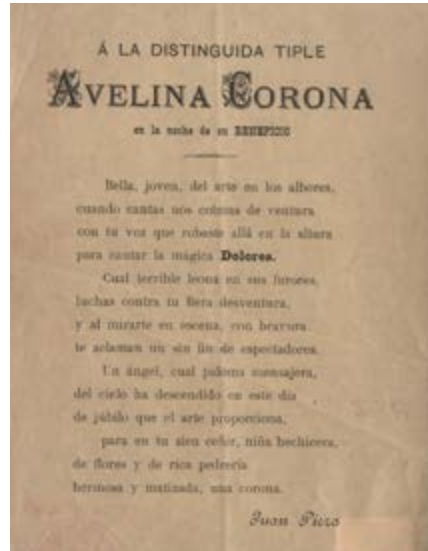 Á LA DISTINGUIDA TIPLE
AVELINA CORONA
en la noche de su BENEFICIO
Bella, joven, del arte en los albores,
cuando cantas nos colmas de ventura
con tu voz que robaste allá en la altura
para cantar la mágica Dolores.
Cual terrible leona en sus furores,
luchas contra tu fiera desventura,
y al mirarte en escena, con bravura
te aclaman un sin fin de espectadores.
Un ángel, cual paloma mensajera,
del cielo ha descendido en este día
de júbilo que el arte proporciona,
para en tu sien ceñir, niña hechicera,
de flores y de rica pedrería
hermosa y matizada, una corona.
Juan